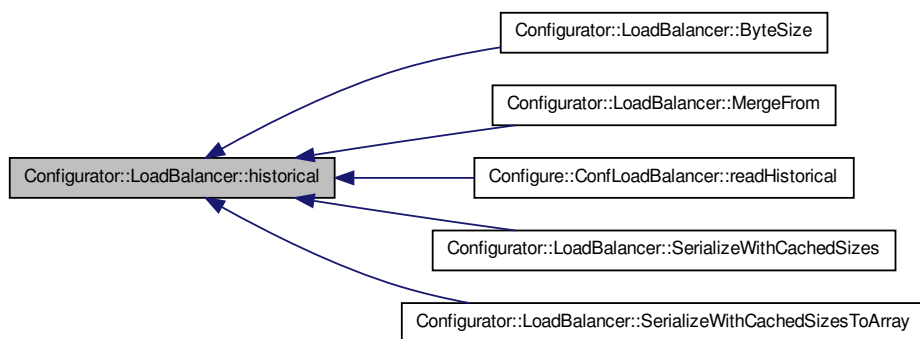 Configurator::LoadBalancer::ByteSize
Configurator::LoadBalancer::MergeFrom
Configurator::LoadBalancer::historical
Configure::ConfLoadBalancer::readHistorical
Configurator::LoadBalancer::SerializeWithCachedSizes
Configurator::LoadBalancer::SerializeWithCachedSizesToArray